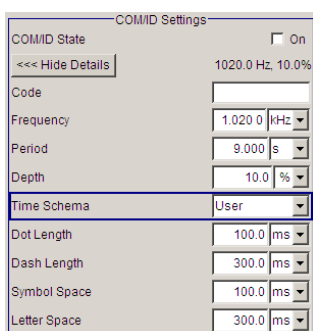 COM/ID Settings
COM/ID State On
<<< Hide Details 1020.0 Hz, 10.0%
Code
Frequency 1.020 0 kHz
Period 9.000 s
Depth 10.0 %
Time Schema User
Dot Length 100.0 ms
Dash Length 300.0 ms
Symbol Space 100.0 ms
Letter Space 300.0 ms